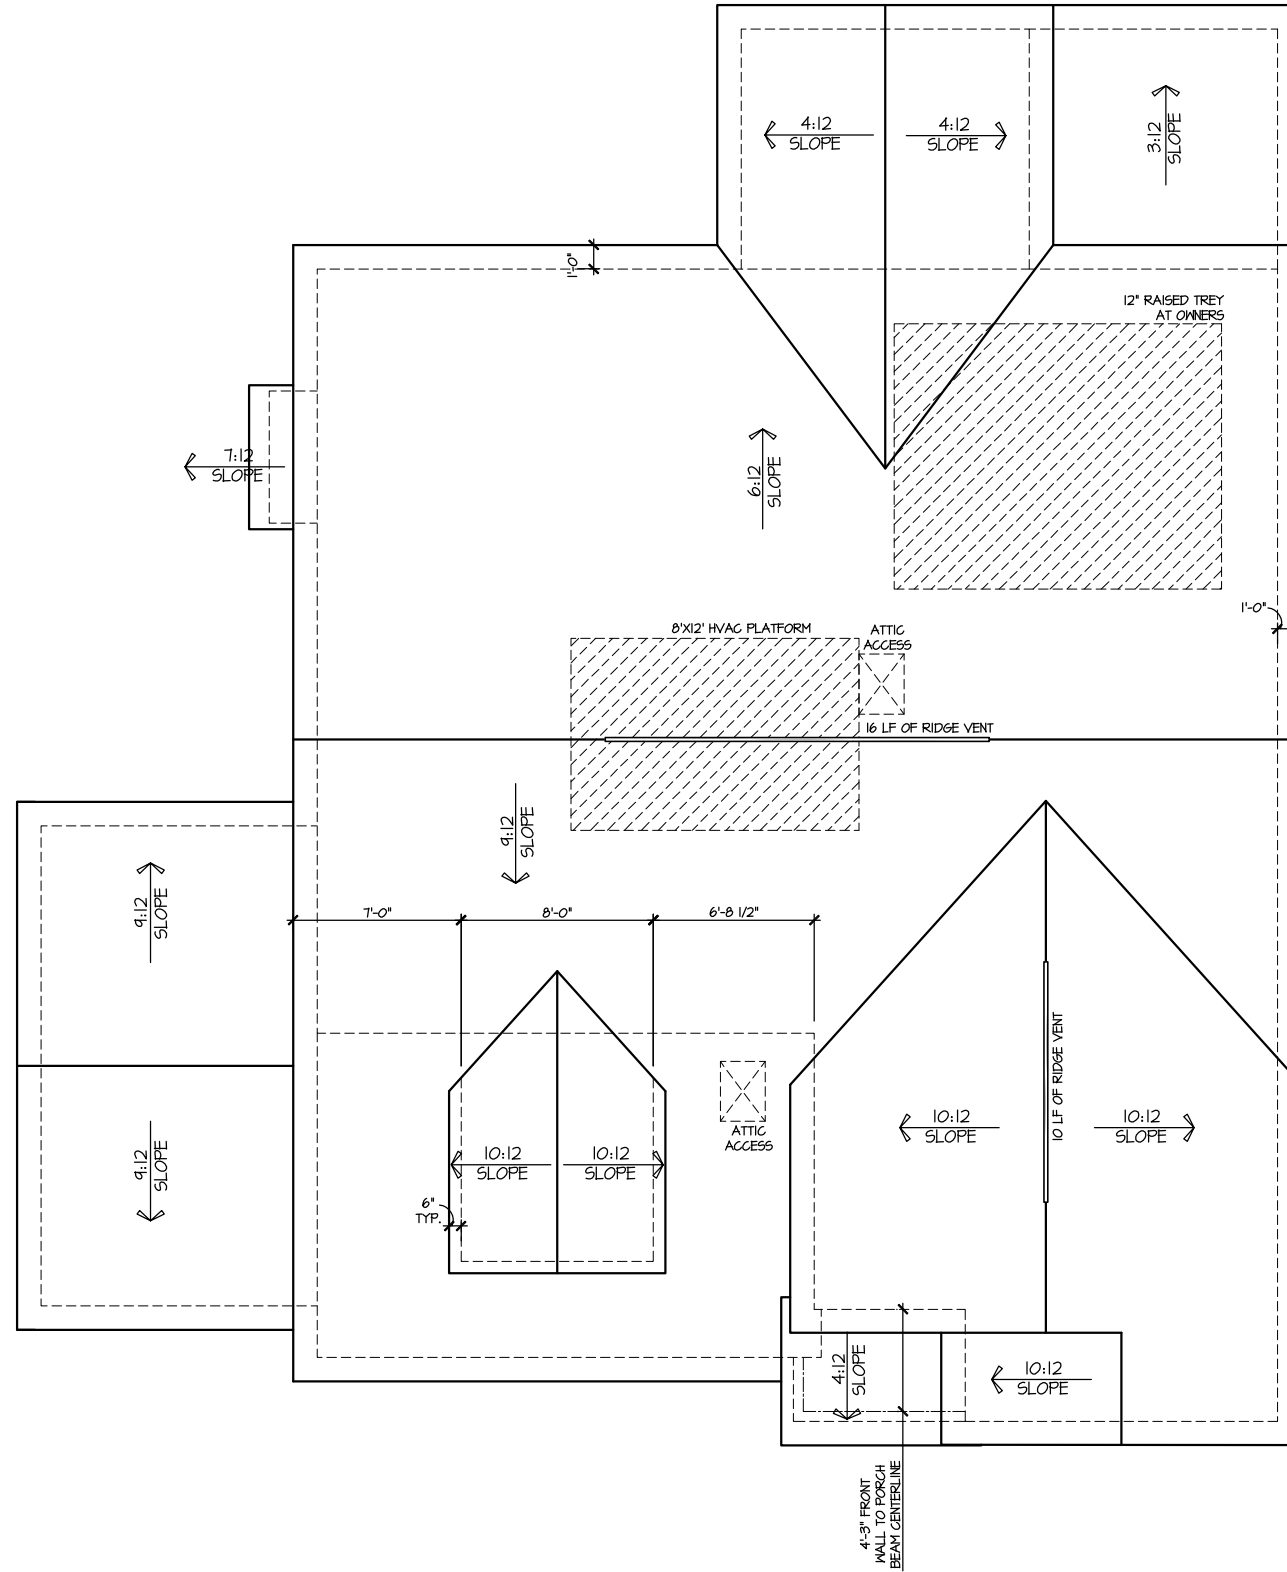 4:12
SLOPE
4:12
SLOPE
3:12
SLOPE
1'-0"
12" RAISED TREY
AT OWNERS
7:12
SLOPE
6:12
SLOPE
1'-0"
8'X12' HVAC PLATFORM
ATTIC
ACCESS
16 LF OF RIDGE VENT
9:12
SLOPE
9:12
SLOPE
7'-0"
8'-0"
6'-8 1/2"
10 LF OF RIDGE VENT
10:12
SLOPE
10:12
SLOPE
ATTIC
ACCESS
10:12
SLOPE
10:12
SLOPE
9:12
SLOPE
6"
TYP.
4:12
SLOPE
10:12
SLOPE
4'-3" FRONT
WALL TO PORCH
BEAM CENTERLINE